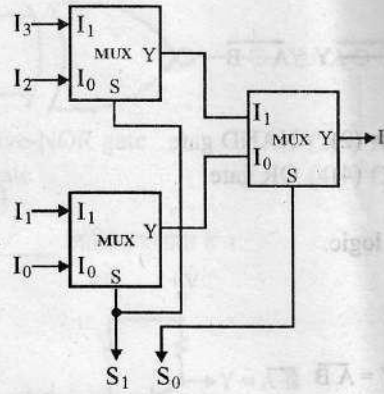 I3 I1
MUX Y
I2 I0
S
I1
MUX Y I
I0
S
I1 I1 Y
MUX
I0 I0 S
S1 S0